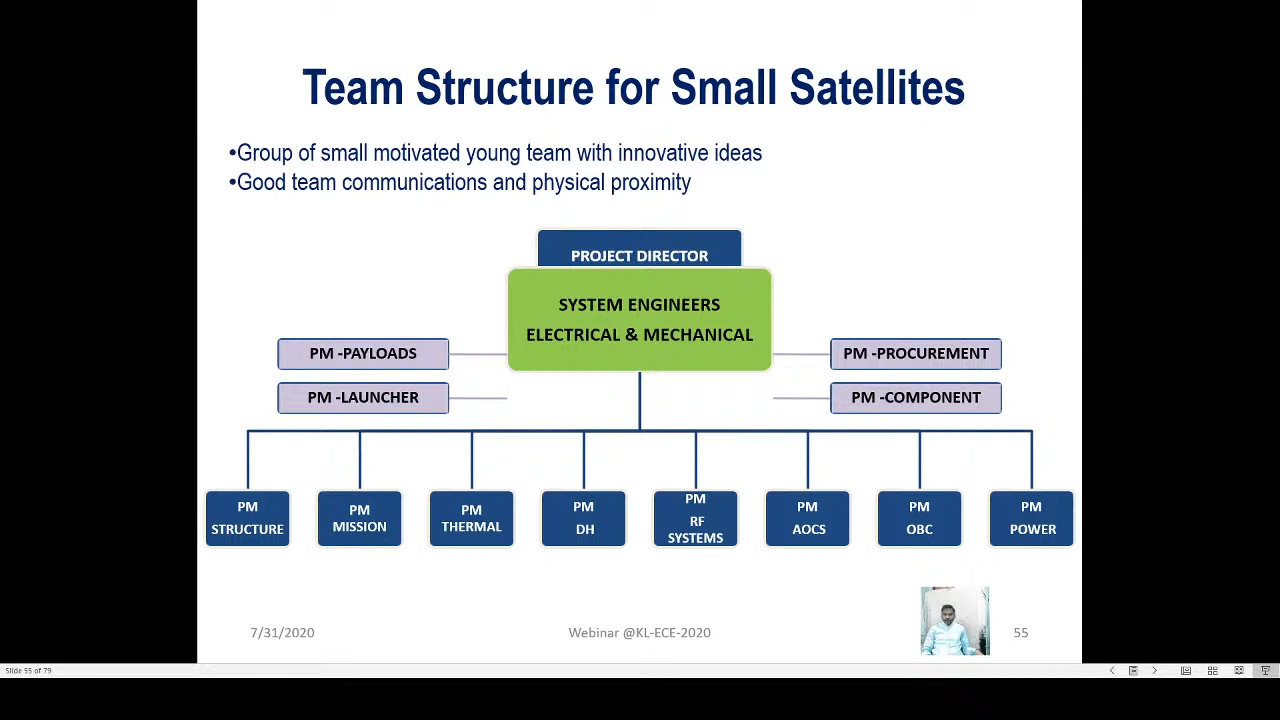 Team Structure for Small Satellites
•Group of small motivated young team with innovative ideas
•Good team communications and physical proximity
PROJECT DIRECTOR
SYSTEM ENGINEERS
ELECTRICAL & MECHANICAL
PM -PAYLOADS
PM -PROCUREMENT
PM -LAUNCHER
PM -COMPONENT
PM
STRUCTURE
PM
MISSION
PM
THERMAL
PM
DH
PM
RF
SYSTEMS
PM
AOCS
PM
OBC
PM
POWER
7/31/2020
Webinar @KL-ECE-2020
55
Slide 55 of 79